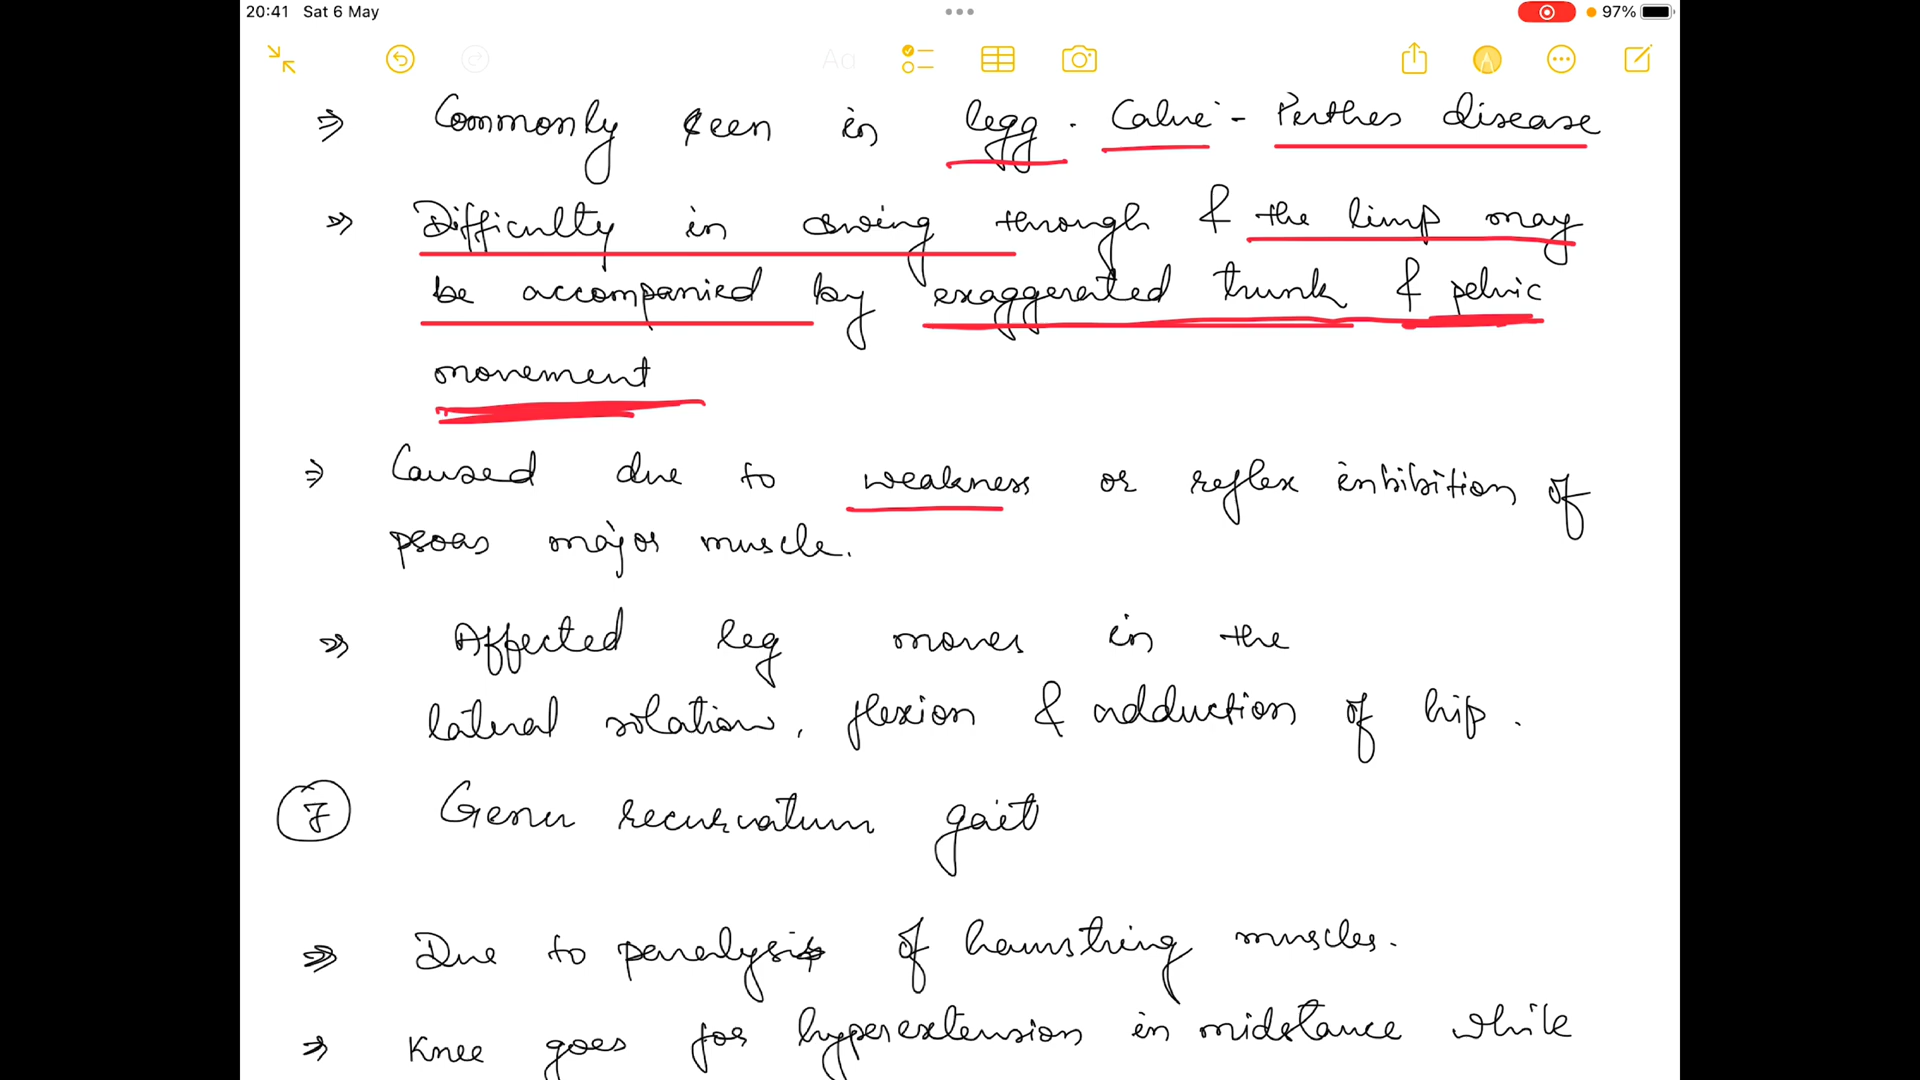 20:41 Sat 6 May 97%
Aa
⇒ Commonly seen in legg - Calve - Perthes disease
⇒ Difficulty in swing through & the limp may
be accompanied by exaggerated trunk & pelvic
movement
⇒ Caused due to weakness or reflex inhibition of
psoas major muscle.
⇒ Affected leg moves in the
lateral rotation, flexion & adduction of hip.
7 Genu recurvatum gait
⇒ Due to paralysis of hamstring muscles.
⇒ Knee goes for hyperextension in midstance while